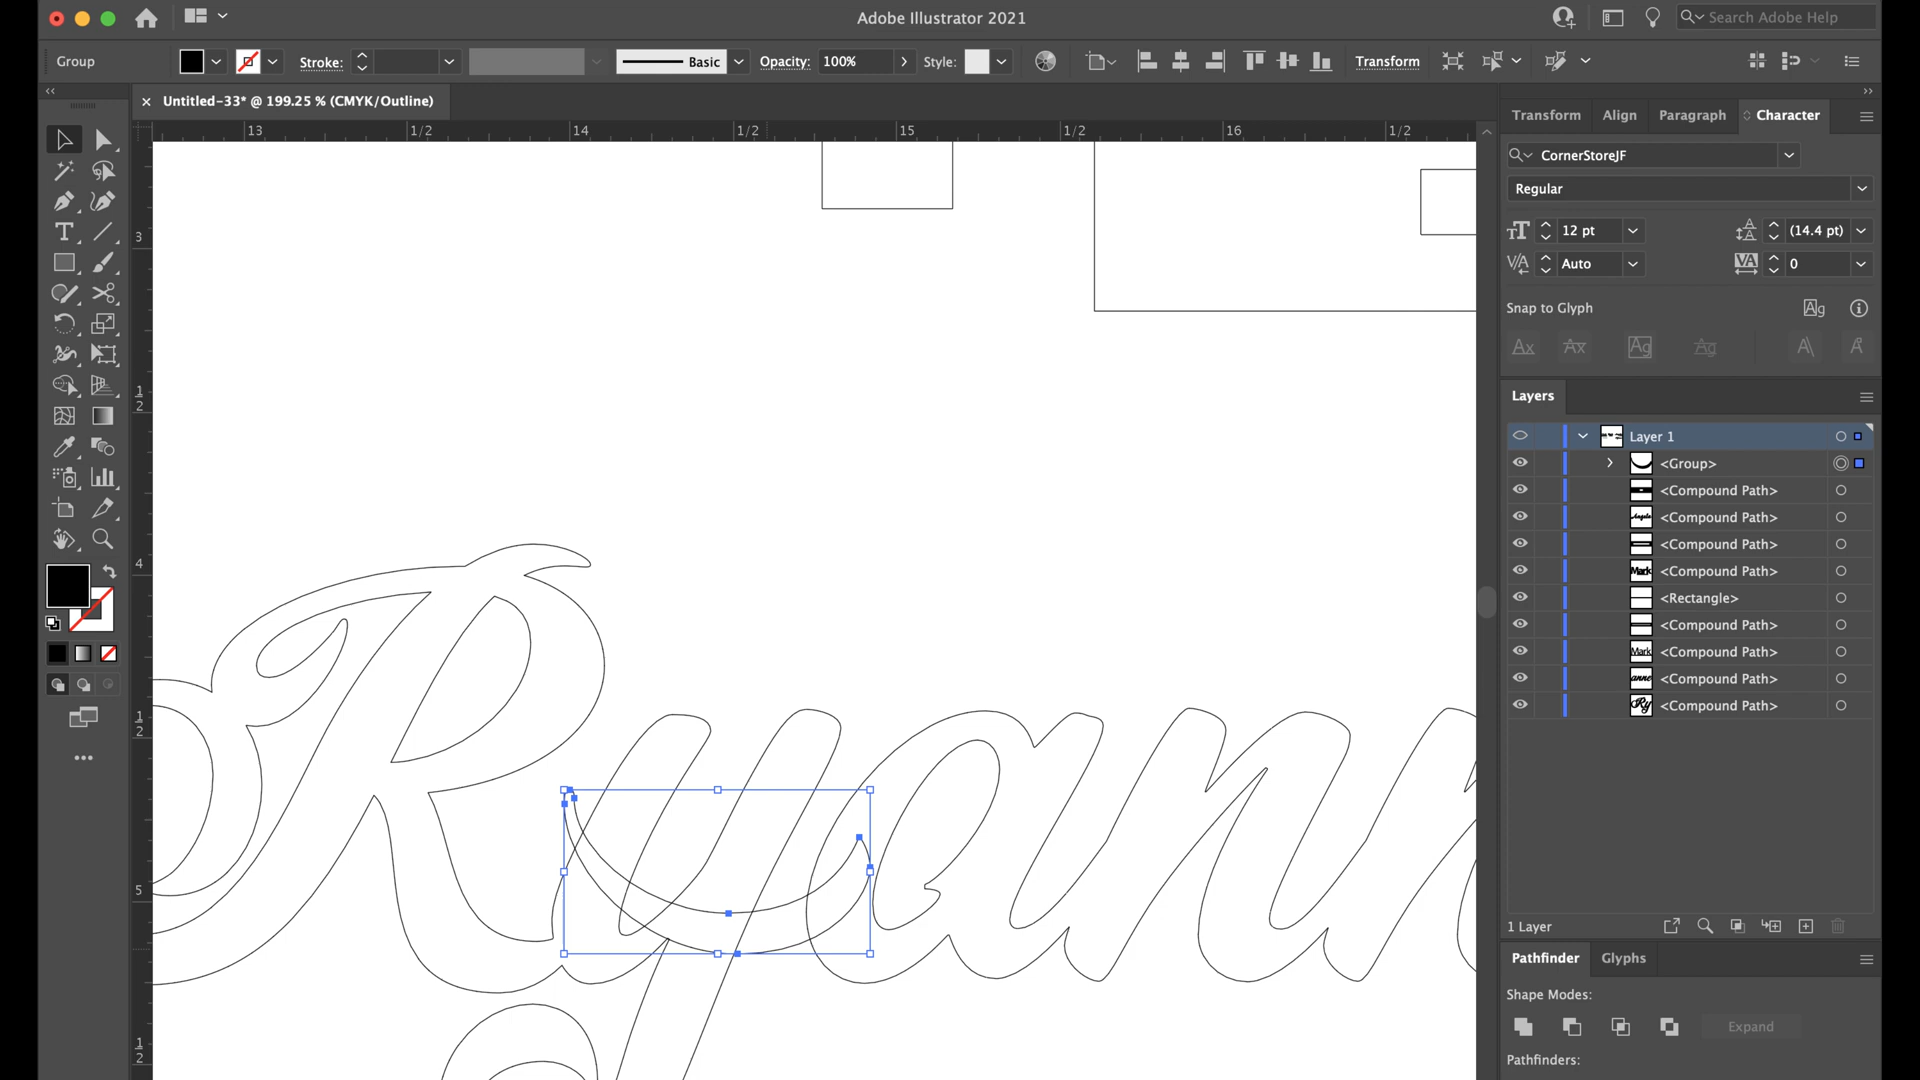 Adobe Illustrator 2021
Search Adobe Help
Group
Stroke:
Basic
Opacity:
100%
Style:
Transform
Untitled-33* @ 199.25 % (CMYK/Outline)
13
1/2
14
1/2
15
1/2
16
1/2
3
1
2
4
1
2
5
1
2
Ryann
Transform
Align
Paragraph
Character
CornerStoreJF
Regular
12 pt
(14.4 pt)
Auto
0
Snap to Glyph
Layers
Layer 1
<Group>
<Compound Path>
<Compound Path>
<Compound Path>
<Compound Path>
<Rectangle>
<Compound Path>
<Compound Path>
<Compound Path>
<Compound Path>
1 Layer
Pathfinder
Glyphs
Shape Modes:
Expand
Pathfinders: